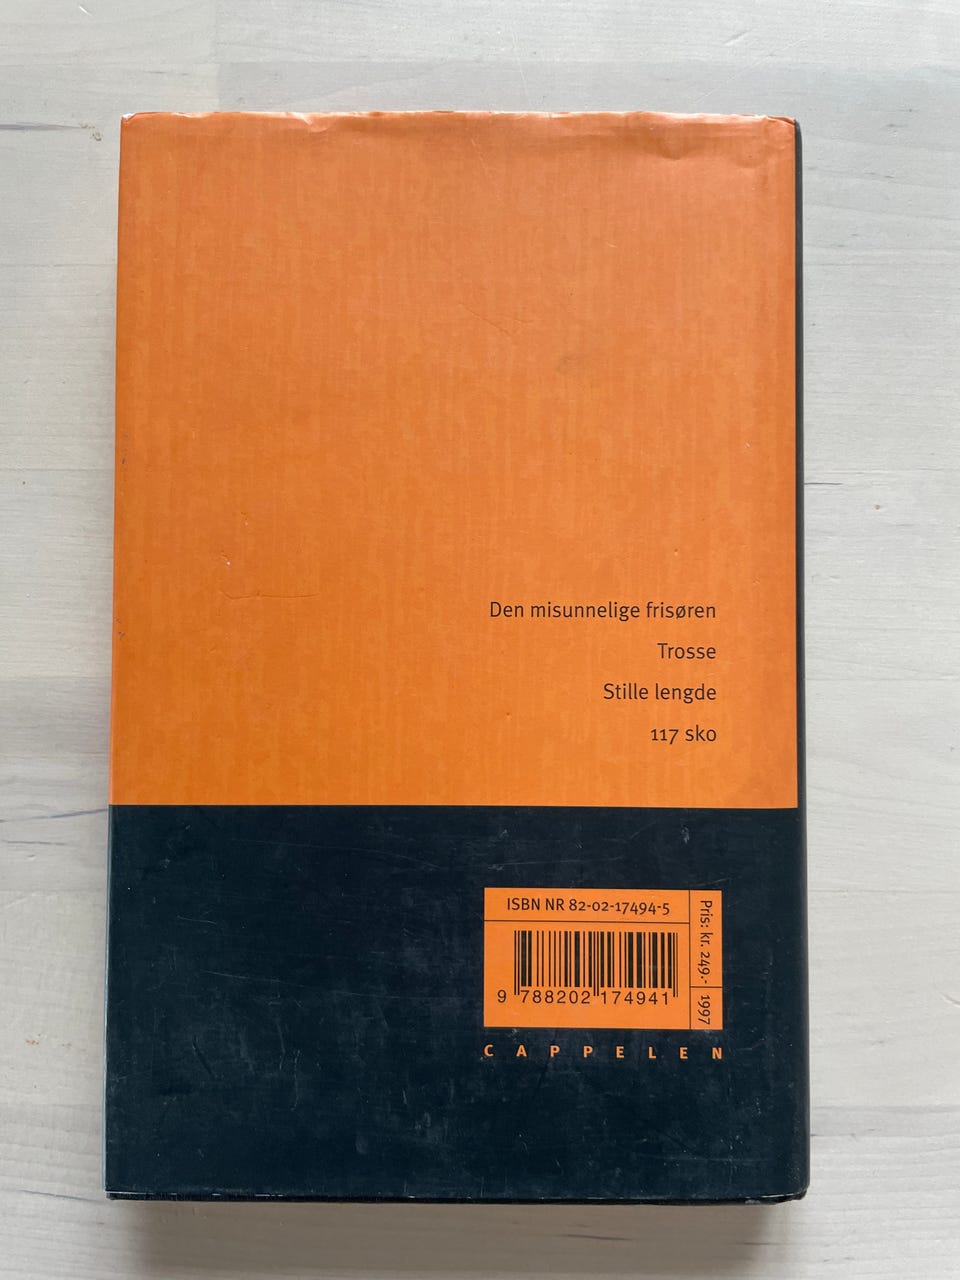 Den misunnelige frisøren
Trosse
Stille lengde
117 sko
ISBN NR 82-02-17494-5
9 788202 174941
Pris: kr. 249.-
1997
CAPPELEN